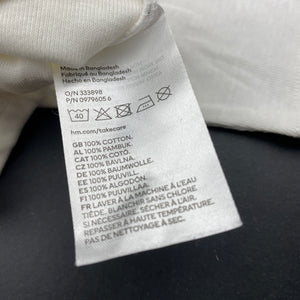 Made in Bangladesh
Fabriqué au Bangladesh
Hecho en Bangladesh
O/N 333898
P/N 0979605 6
40
hm.com/takecare
GB 100% COTTON.
AL 100% PAMBUK.
CAT 100% COTÓ.
CZ 100% BAVLNA.
DE 100% BAUMWOLLE.
EE 100% PUUVILL.
ES 100% ALGODÓN.
FI 100% PUUVILLA.
FR LAVER À LA MACHINE À L'EAU
TIÈDE. BLANCHIR SANS CHLORE
SI NÉCESSAIRE. SÉCHOIR MODÉRÉ.
REPASSER À HAUTE TEMPÉRATURE.
PAS DE NETTOYAGE À SEC.